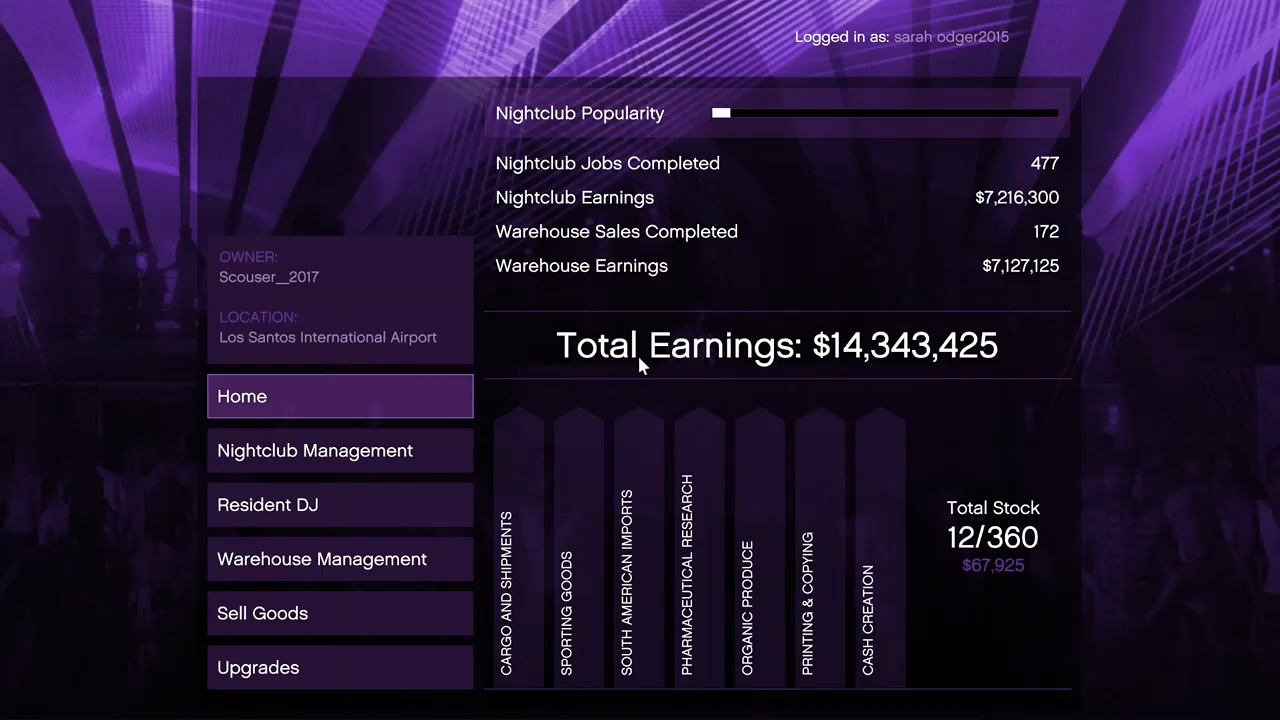 Logged in as: sarah odger2015
Nightclub Popularity
Nightclub Jobs Completed 477
Nightclub Earnings $7,216,300
Warehouse Sales Completed 172
Warehouse Earnings $7,127,125
OWNER:
Scouser__2017
LOCATION:
Los Santos International Airport
Total Earnings: $14,343,425
Home
Nightclub Management
Resident DJ
Warehouse Management
Sell Goods
Upgrades
CARGO AND SHIPMENTS
SPORTING GOODS
SOUTH AMERICAN IMPORTS
PHARMACEUTICAL RESEARCH
ORGANIC PRODUCE
PRINTING & COPYING
CASH CREATION
Total Stock
12/360
$67,925